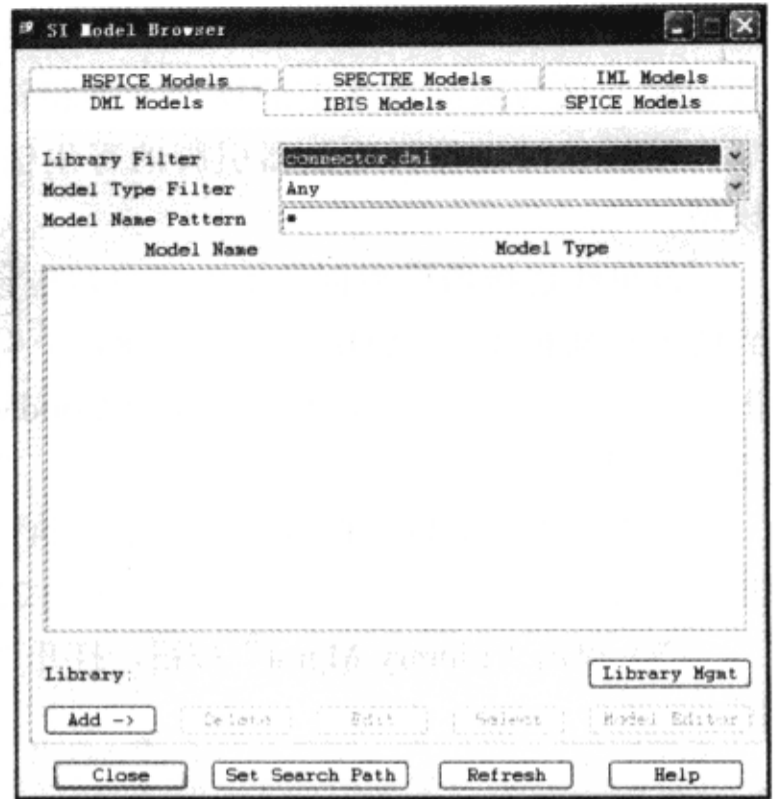 SI Model Browser
HSPICE Models SPECTRE Models IML Models
DML Models IBIS Models SPICE Models
Library Filter connector.dml
Model Type Filter Any
Model Name Pattern *
Model Name Model Type
Library: Library Mgmt
Add -> Delete Edit Select Model Editor
Close Set Search Path Refresh Help